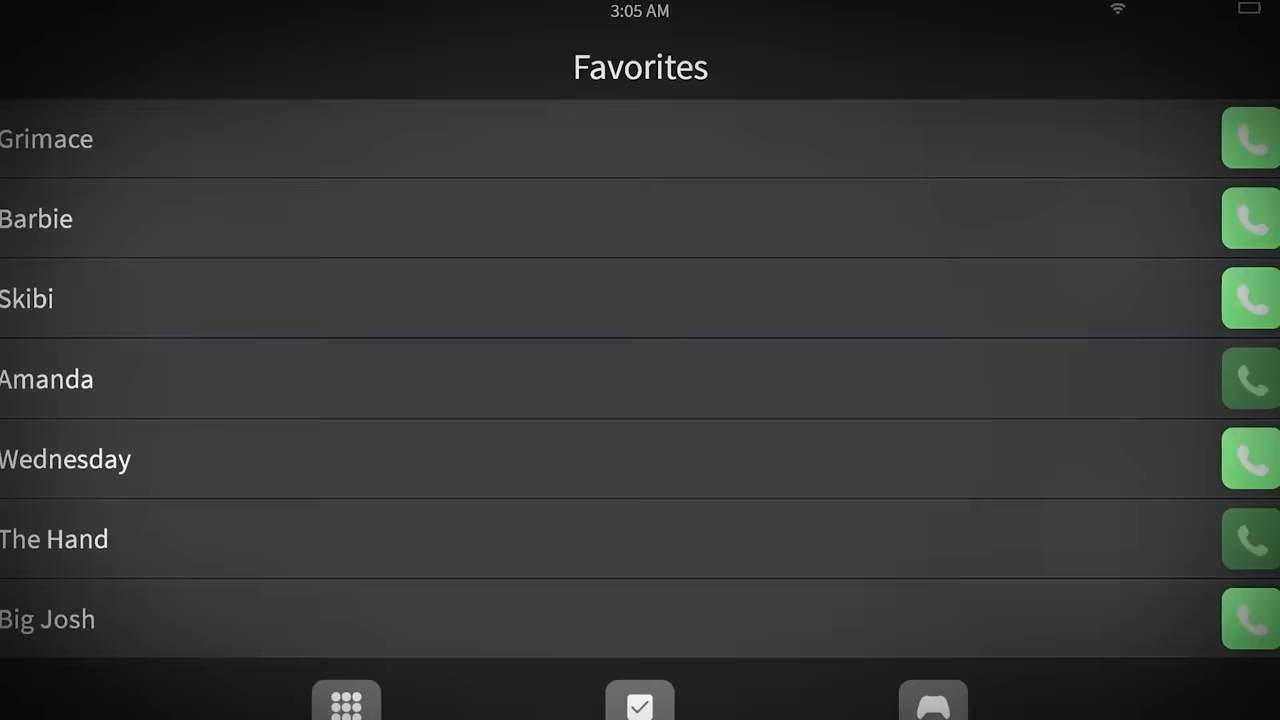 3:05 AM
Favorites
Grimace
Barbie
Skibi
Amanda
Wednesday
The Hand
Big Josh